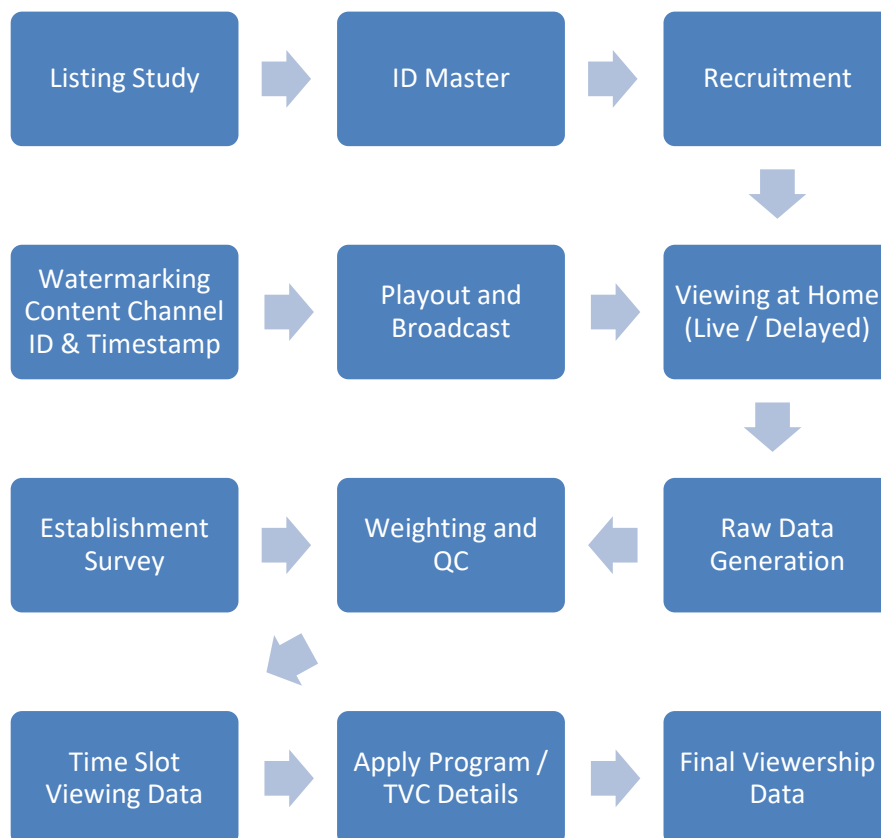 Listing Study
ID Master
Recruitment
Watermarking
Content Channel
ID & Timestamp
Playout and
Broadcast
Viewing at Home
(Live / Delayed)
Establishment
Survey
Weighting and
QC
Raw Data
Generation
Time Slot
Viewing Data
Apply Program /
TVC Details
Final Viewership
Data